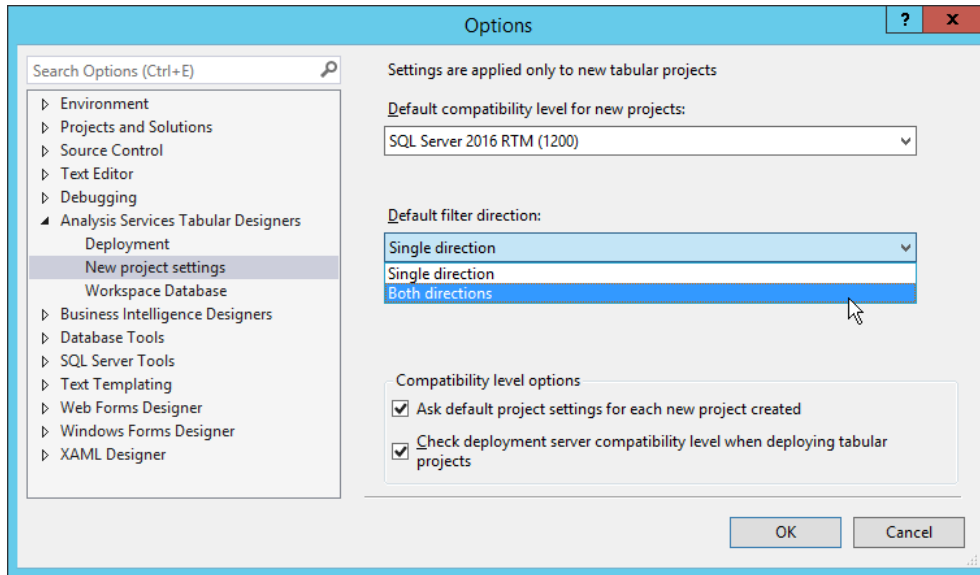 Options
?
x
Search Options (Ctrl+E)
Environment
Projects and Solutions
Source Control
Text Editor
Debugging
Analysis Services Tabular Designers
Deployment
New project settings
Workspace Database
Business Intelligence Designers
Database Tools
SQL Server Tools
Text Templating
Web Forms Designer
Windows Forms Designer
XAML Designer
Settings are applied only to new tabular projects
Default compatibility level for new projects:
SQL Server 2016 RTM (1200)
Default filter direction:
Single direction
Single direction
Both directions
Compatibility level options
Ask default project settings for each new project created
Check deployment server compatibility level when deploying tabular
projects
OK
Cancel